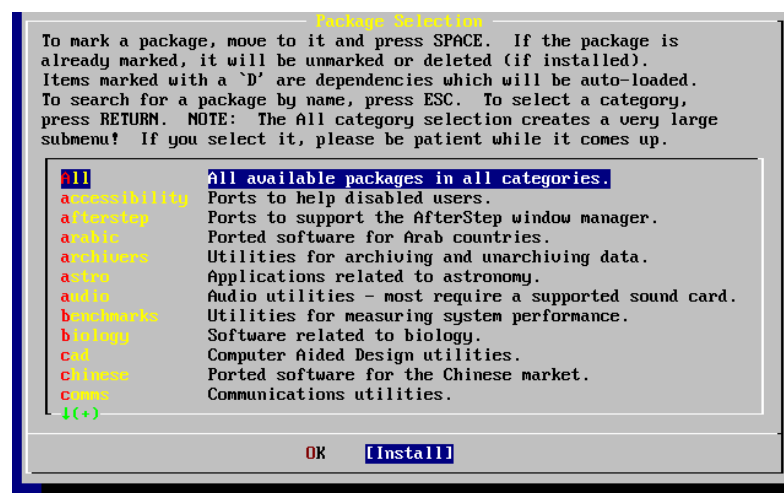 Package Selection
To mark a package, move to it and press SPACE.  If the package is
already marked, it will be unmarked or deleted (if installed).
Items marked with a `D' are dependencies which will be auto-loaded.
To search for a package by name, press ESC.  To select a category,
press RETURN.  NOTE:  The All category selection creates a very large
submenu!  If you select it, please be patient while it comes up.
All All available packages in all categories.
accessibility Ports to help disabled users.
afterstep Ports to support the AfterStep window manager.
arabic Ported software for Arab countries.
archivers Utilities for archiving and unarchiving data.
astro Applications related to astronomy.
audio Audio utilities - most require a supported sound card.
benchmarks Utilities for measuring system performance.
biology Software related to biology.
cad Computer Aided Design utilities.
chinese Ported software for the Chinese market.
comms Communications utilities.
↓(+)
OK [Install]